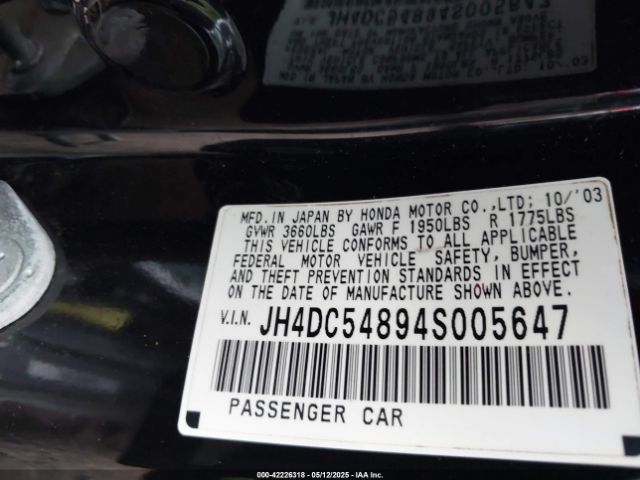 JH4DC54894S005647
MFD.IN JAPAN BY HONDA MOTOR CO.,LTD; 10/'03
GVWR 3660LBS GAWR F 1950LBS R 1775LBS
THIS VEHICLE CONFORMS TO ALL APPLICABLE
FEDERAL MOTOR VEHICLE SAFETY, BUMPER,
AND THEFT PREVENTION STANDARDS IN EFFECT
ON THE DATE OF MANUFACTURE SHOWN ABOVE.
V.I.N. JH4DC54894S005647
PASSENGER CAR
000-42226318 - 05/12/2025 - IAA Inc.